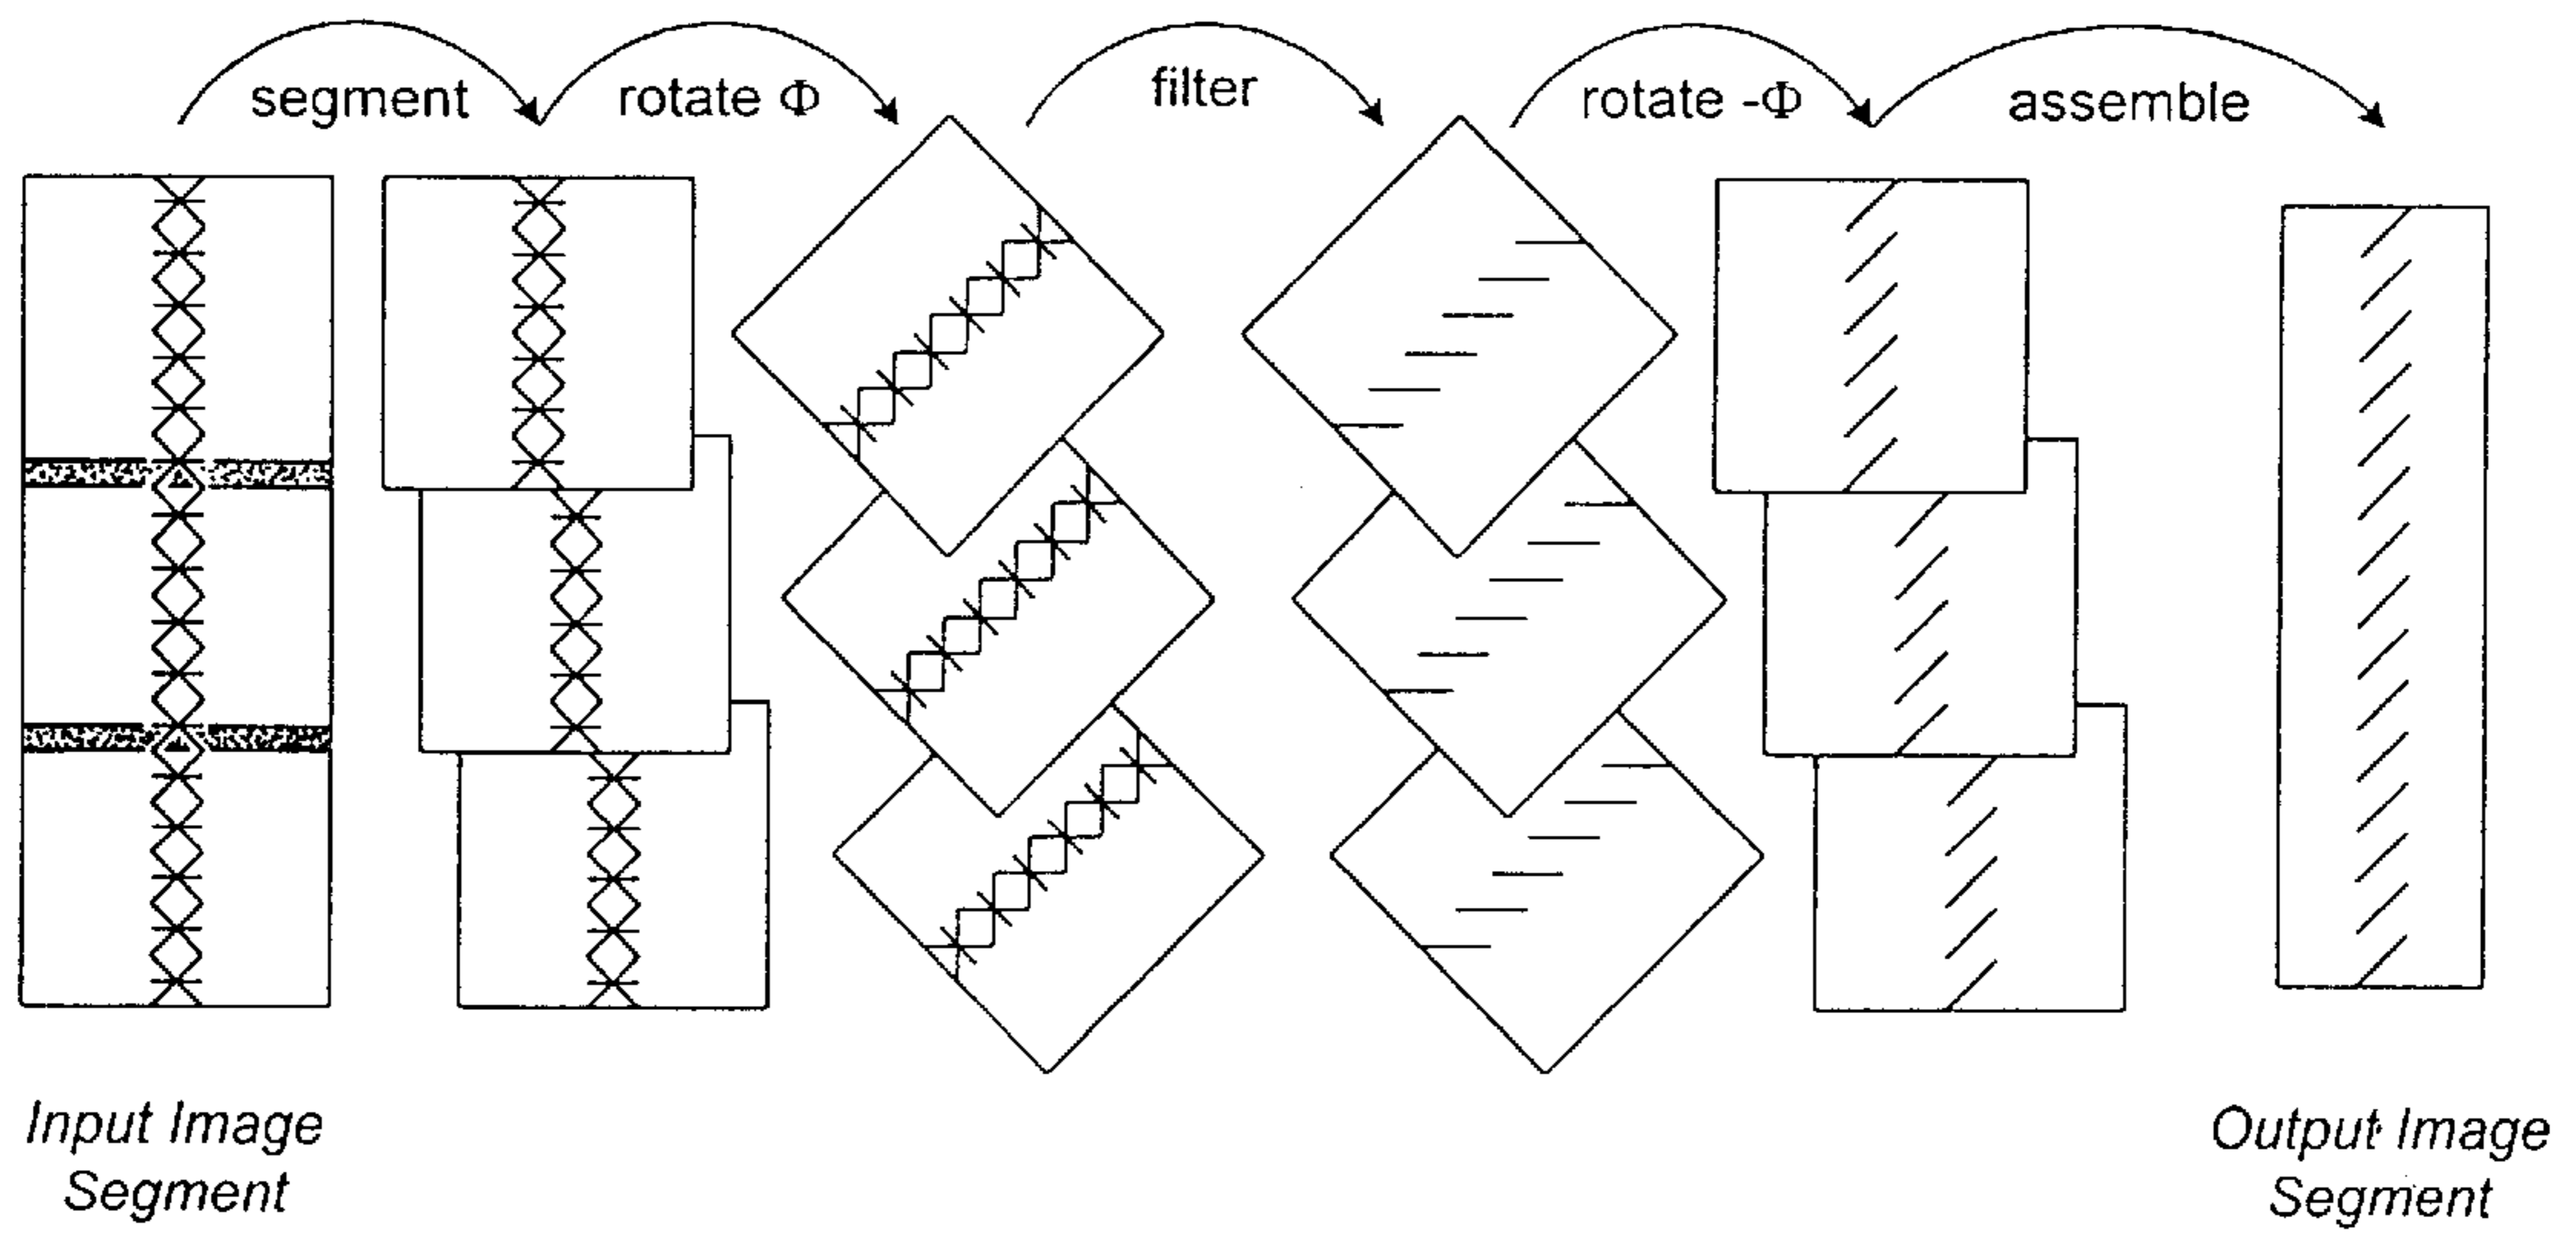 segment
rotate Φ
filter
rotate -Φ
assemble
Input Image
Segment
Output Image
Segment